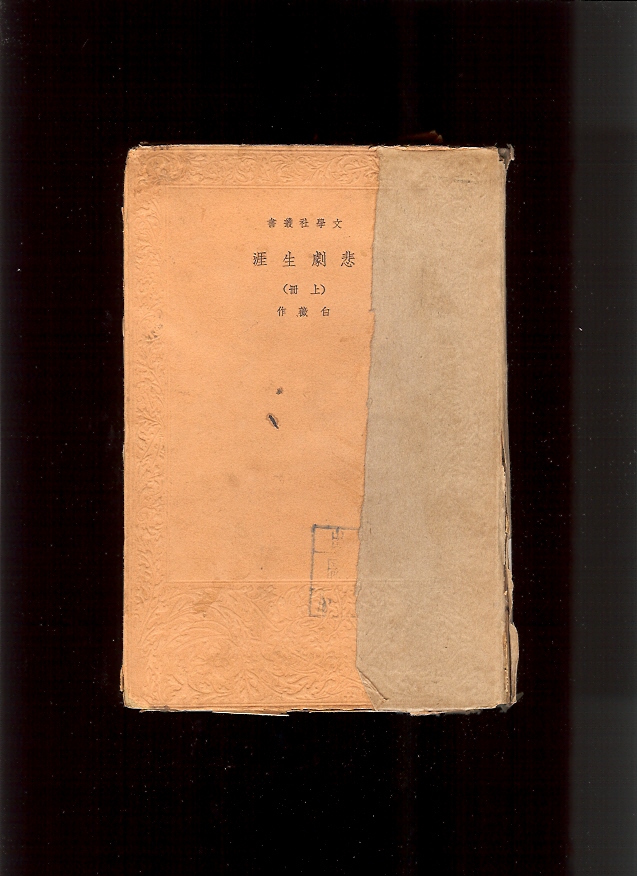 文學社叢書
悲劇生涯
（上冊）
白薇作